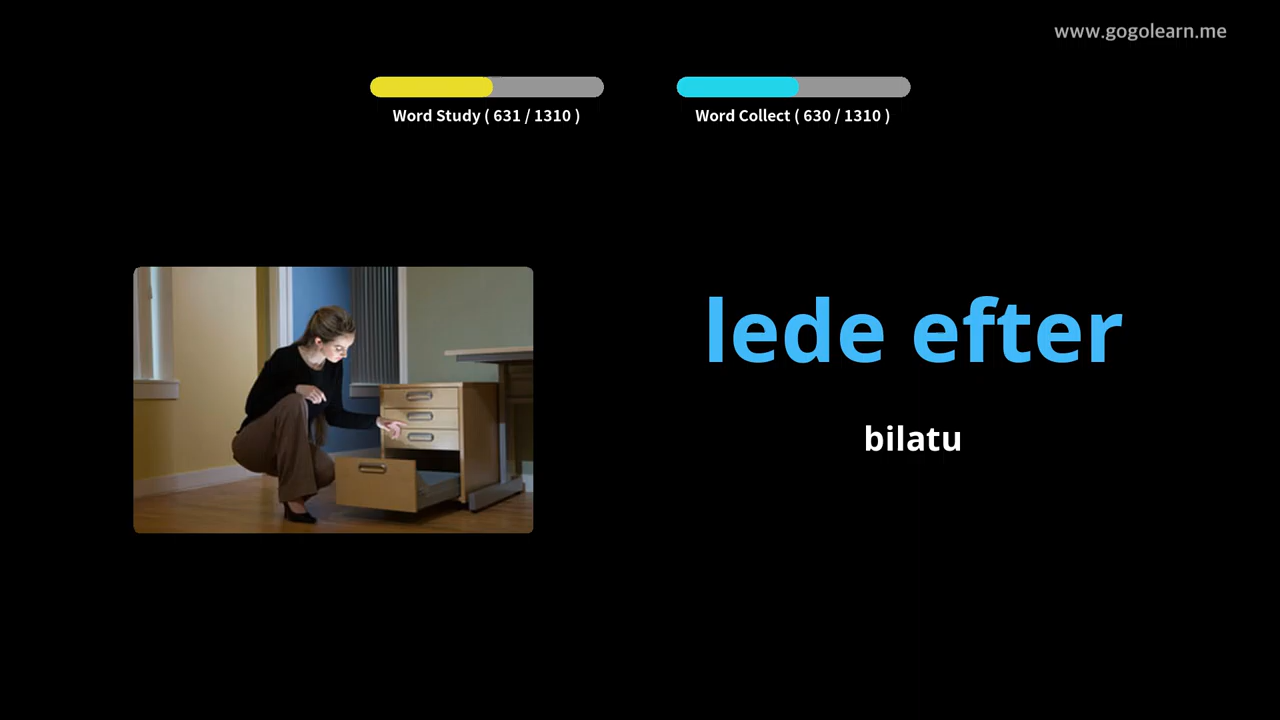 www.gogolearn.me
Word Study ( 631 / 1310 )
Word Collect ( 630 / 1310 )
lede efter
bilatu